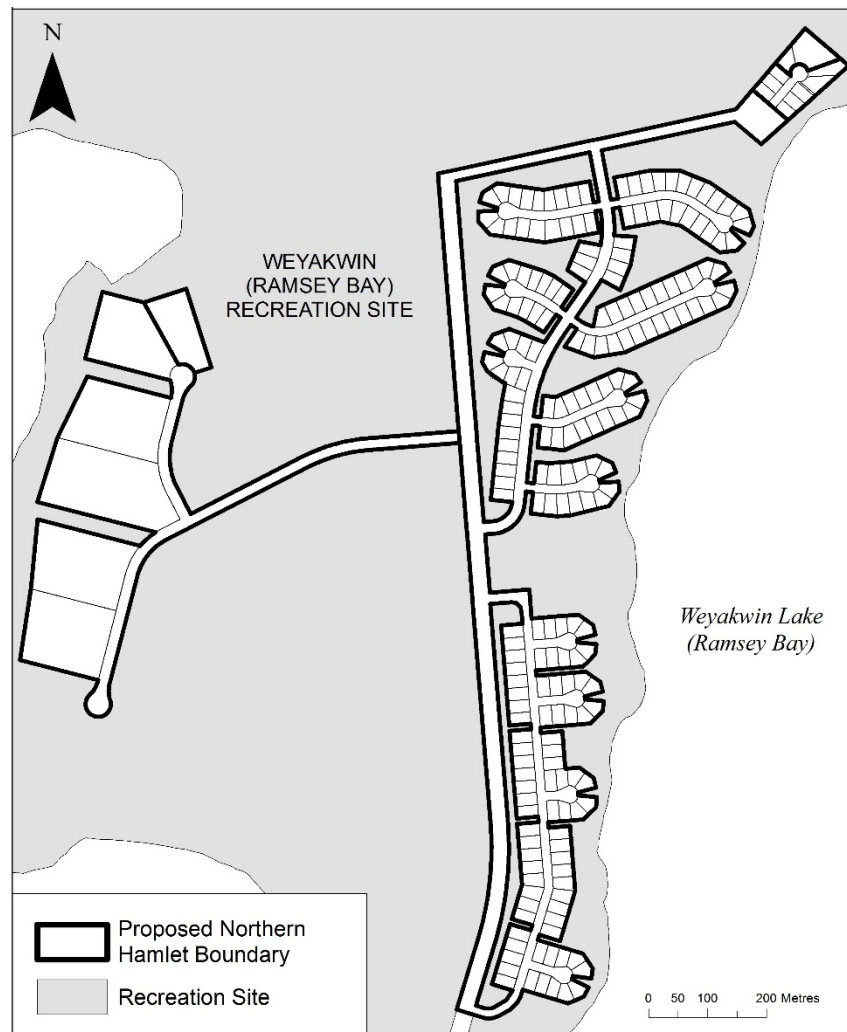 N
WEYAKWIN
(RAMSEY BAY)
RECREATION SITE
Weyakwin Lake
(Ramsey Bay)
Proposed Northern
Hamlet Boundary
Recreation Site
0 50 100 200 Metres